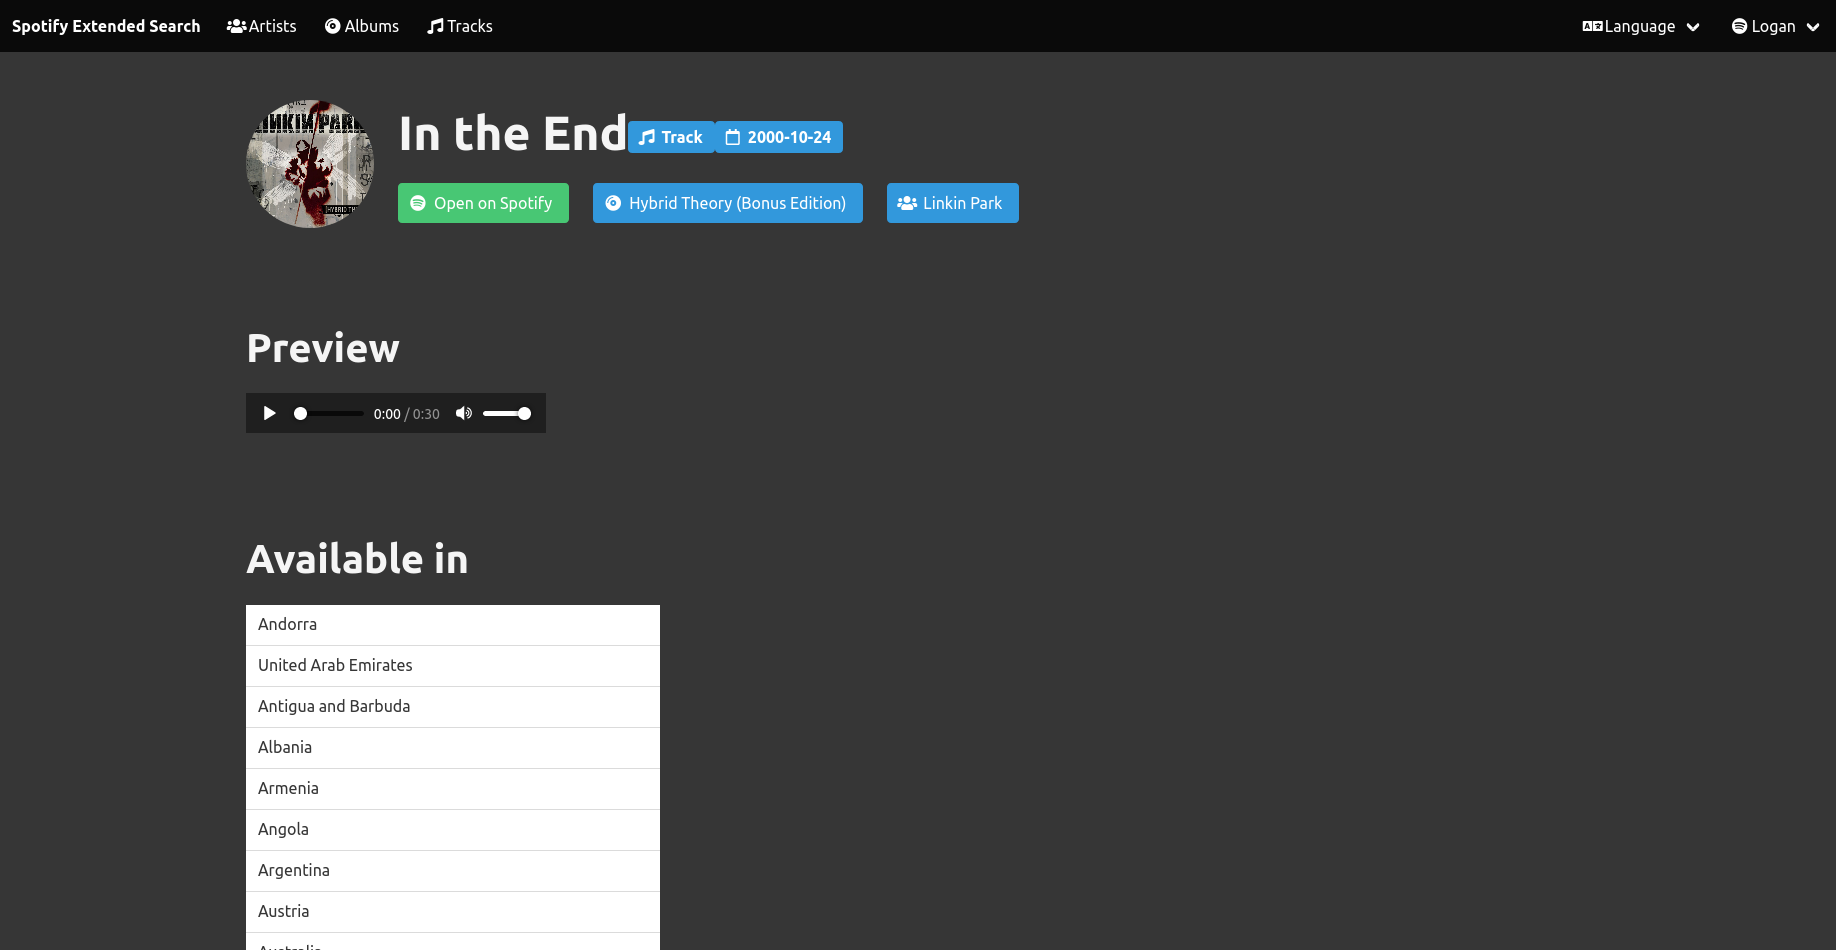 Spotify Extended Search Artists Albums Tracks Language Logan
LINKIN PARK
In the End Track 2000-10-24
Open on Spotify Hybrid Theory (Bonus Edition) Linkin Park
Preview
0:00 / 0:30
Available in
Andorra
United Arab Emirates
Antigua and Barbuda
Albania
Armenia
Angola
Argentina
Austria
Australia